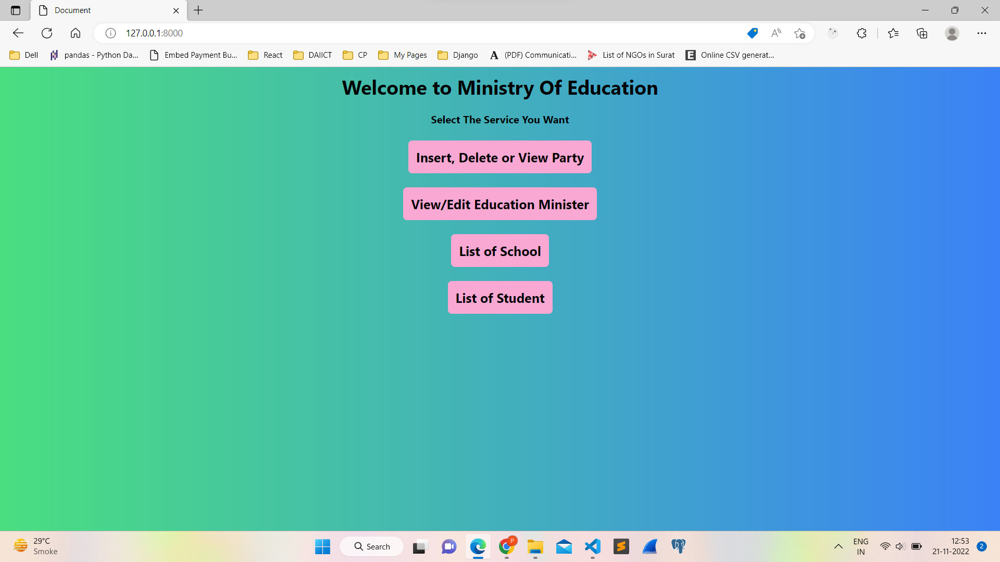 Document
127.0.0.1:8000
Dell
pandas - Python Da...
Embed Payment Bu...
React
DAIICT
CP
My Pages
Django
(PDF) Communicati...
List of NGOs in Surat
Online CSV generat...
Welcome to Ministry Of Education
Select The Service You Want
Insert, Delete or View Party
View/Edit Education Minister
List of School
List of Student
29°C
Smoke
Search
P
ENG
IN
12:53
21-11-2022
2